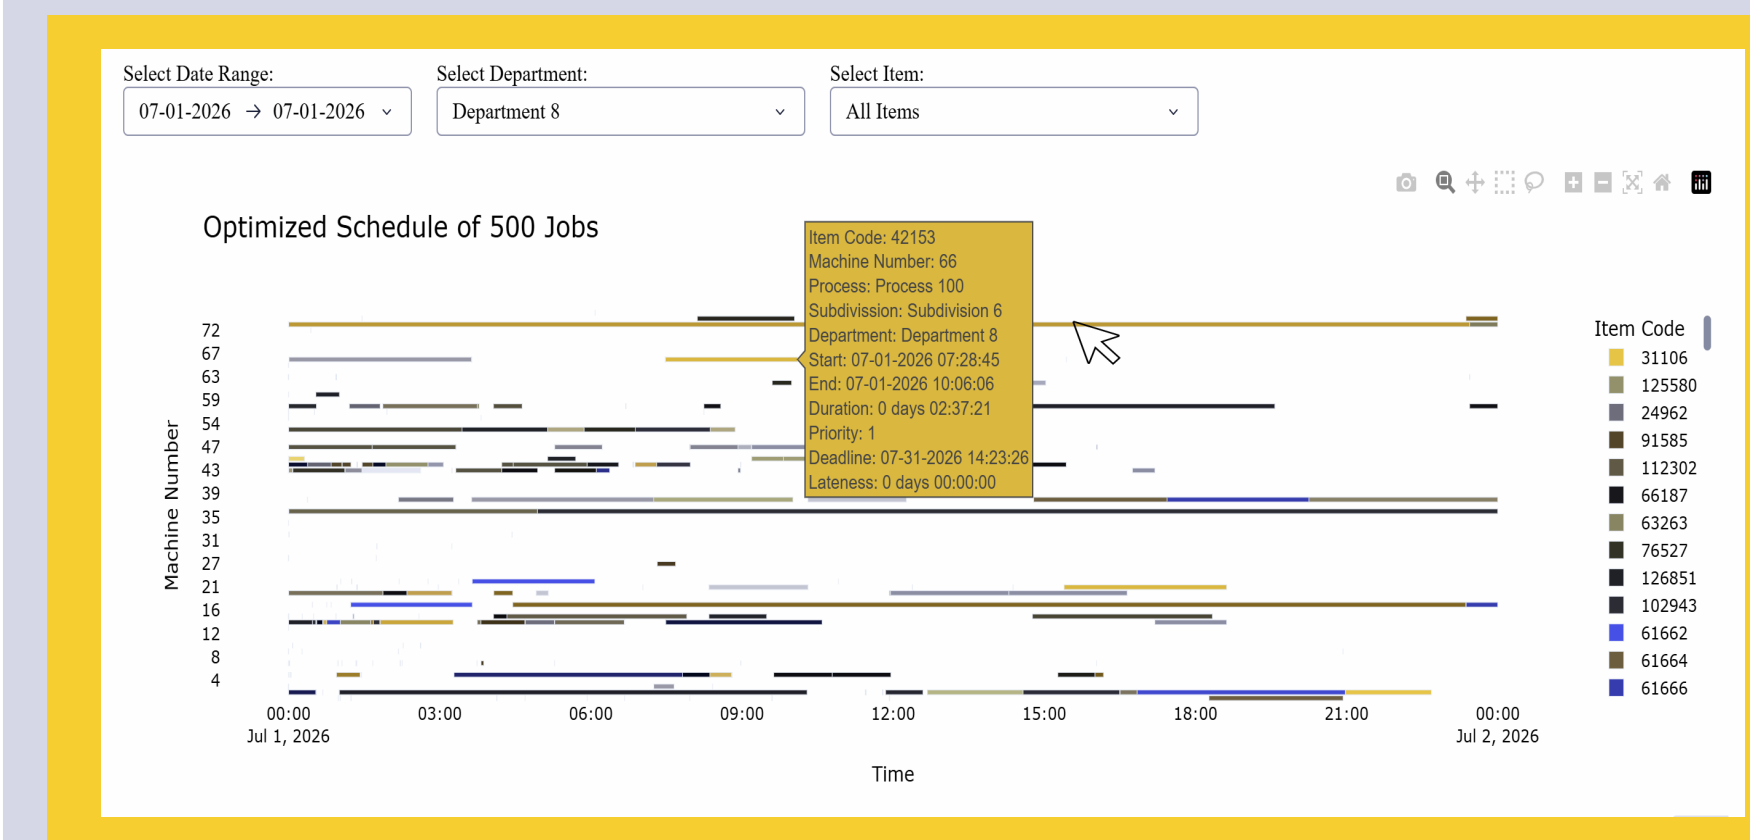 Select Date Range:
Select Department:
Select Item:
07-01-2026 → 07-01-2026
Department 8
All Items
Optimized Schedule of 500 Jobs
Item Code: 42153
Machine Number: 66
Process: Process 100
Subdivission: Subdivision 6
Department: Department 8
Start: 07-01-2026 07:28:45
End: 07-01-2026 10:06:06
Duration: 0 days 02:37:21
Priority: 1
Deadline: 07-31-2026 14:23:26
Lateness: 0 days 00:00:00
Machine Number
72
67
63
59
54
47
43
39
35
31
27
21
16
12
8
4
00:00
03:00
06:00
09:00
12:00
15:00
18:00
21:00
00:00
Jul 1, 2026
Jul 2, 2026
Time
Item Code
31106
125580
24962
91585
112302
66187
63263
76527
126851
102943
61662
61664
61666